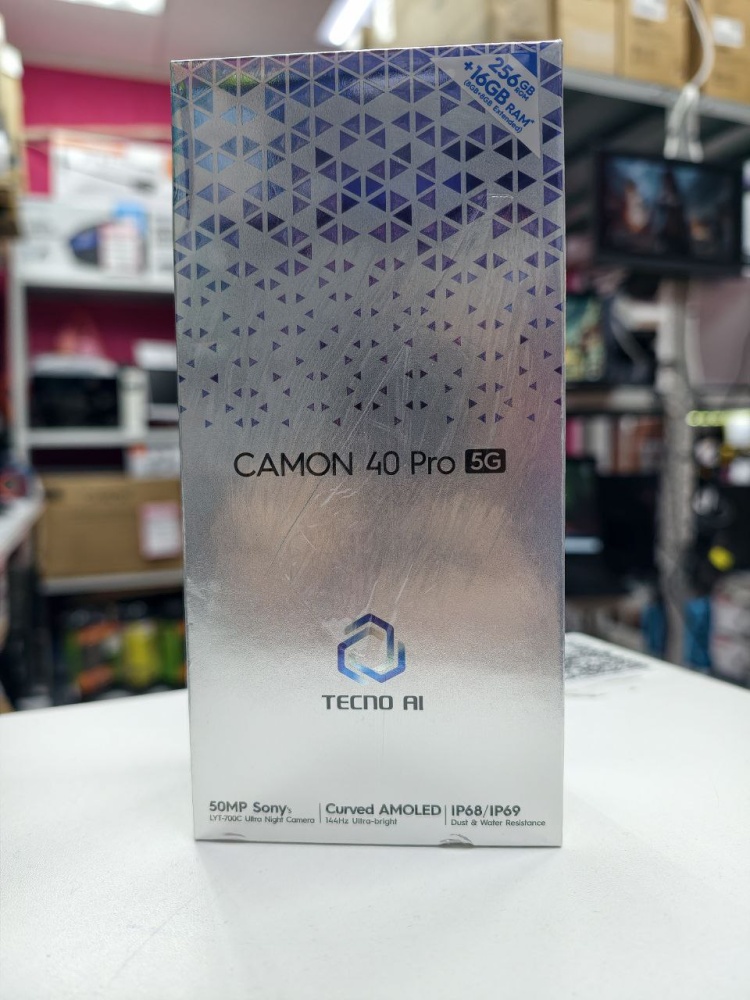 256GB
ROM
+16GB RAM*
(8GB+8GB Extended)
CAMON 40 Pro 5G
TECNO AI
50MP Sony's
LYT-700C Ultra Night Camera
Curved AMOLED
144Hz Ultra-bright
IP68/IP69
Dust & Water Resistance